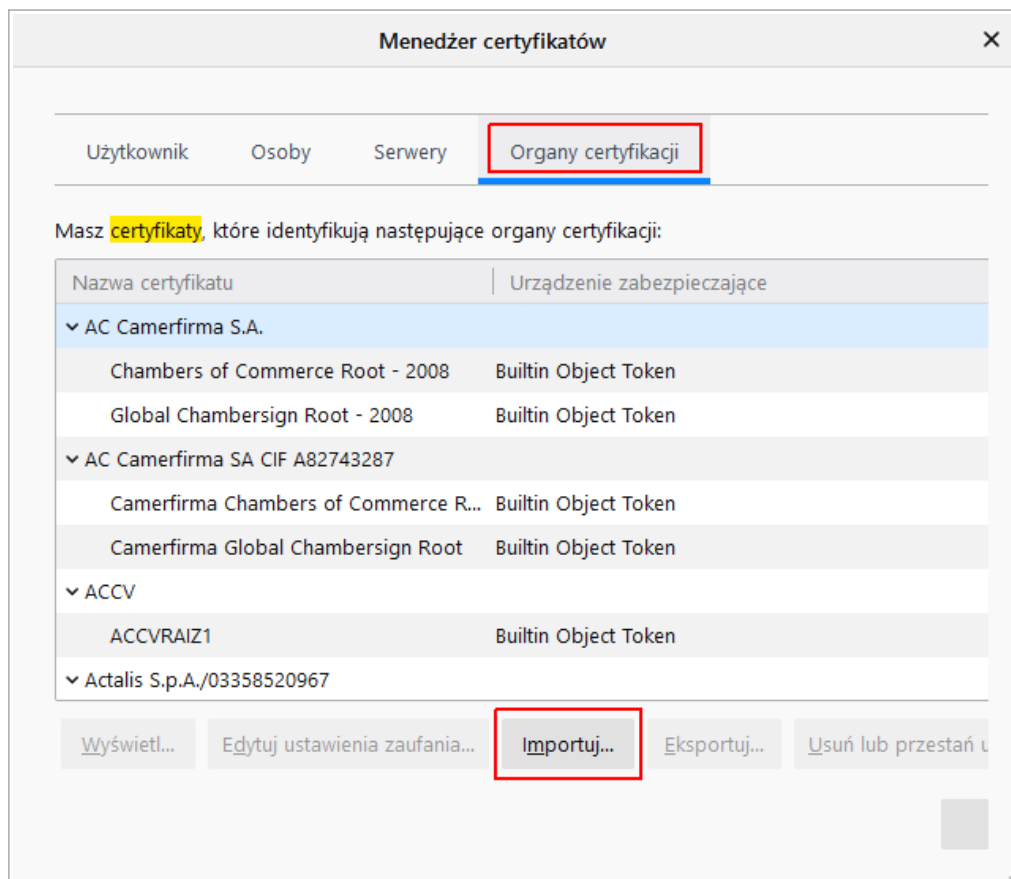 Menedżer certyfikatów
Użytkownik Osoby Serwery Organy certyfikacji
Masz certyfikaty, które identyfikują następujące organy certyfikacji:
Nazwa certyfikatu Urządzenie zabezpieczające
AC Camerfirma S.A.
Chambers of Commerce Root - 2008 Builtin Object Token
Global Chambersign Root - 2008 Builtin Object Token
AC Camerfirma SA CIF A82743287
Camerfirma Chambers of Commerce R... Builtin Object Token
Camerfirma Global Chambersign Root Builtin Object Token
ACCV
ACCVRAIZ1 Builtin Object Token
Actalis S.p.A./03358520967
Wyświetl... Edytuj ustawienia zaufania... Importuj... Eksportuj... Usuń lub przestań u